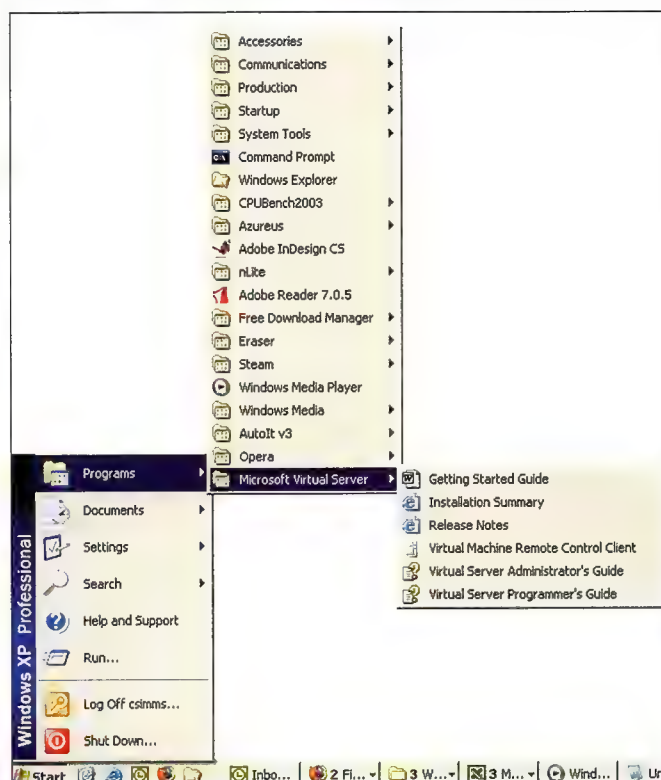 Accessories
Communications
Production
Startup
System Tools
Command Prompt
Windows Explorer
CPUBench2003
Azureus
Adobe InDesign CS
nLite
Adobe Reader 7.0.5
Free Download Manager
Eraser
Steam
Windows Media Player
Windows Media
AutoIt v3
Opera
Microsoft Virtual Server
Getting Started Guide
Installation Summary
Release Notes
Virtual Machine Remote Control Client
Virtual Server Administrator's Guide
Virtual Server Programmer's Guide
Windows XP Professional
Programs
Documents
Settings
Search
Help and Support
Run...
Log Off csimms...
Shut Down...
Start Inbo... 2 Fi... 3 W... 3 M... Wind...